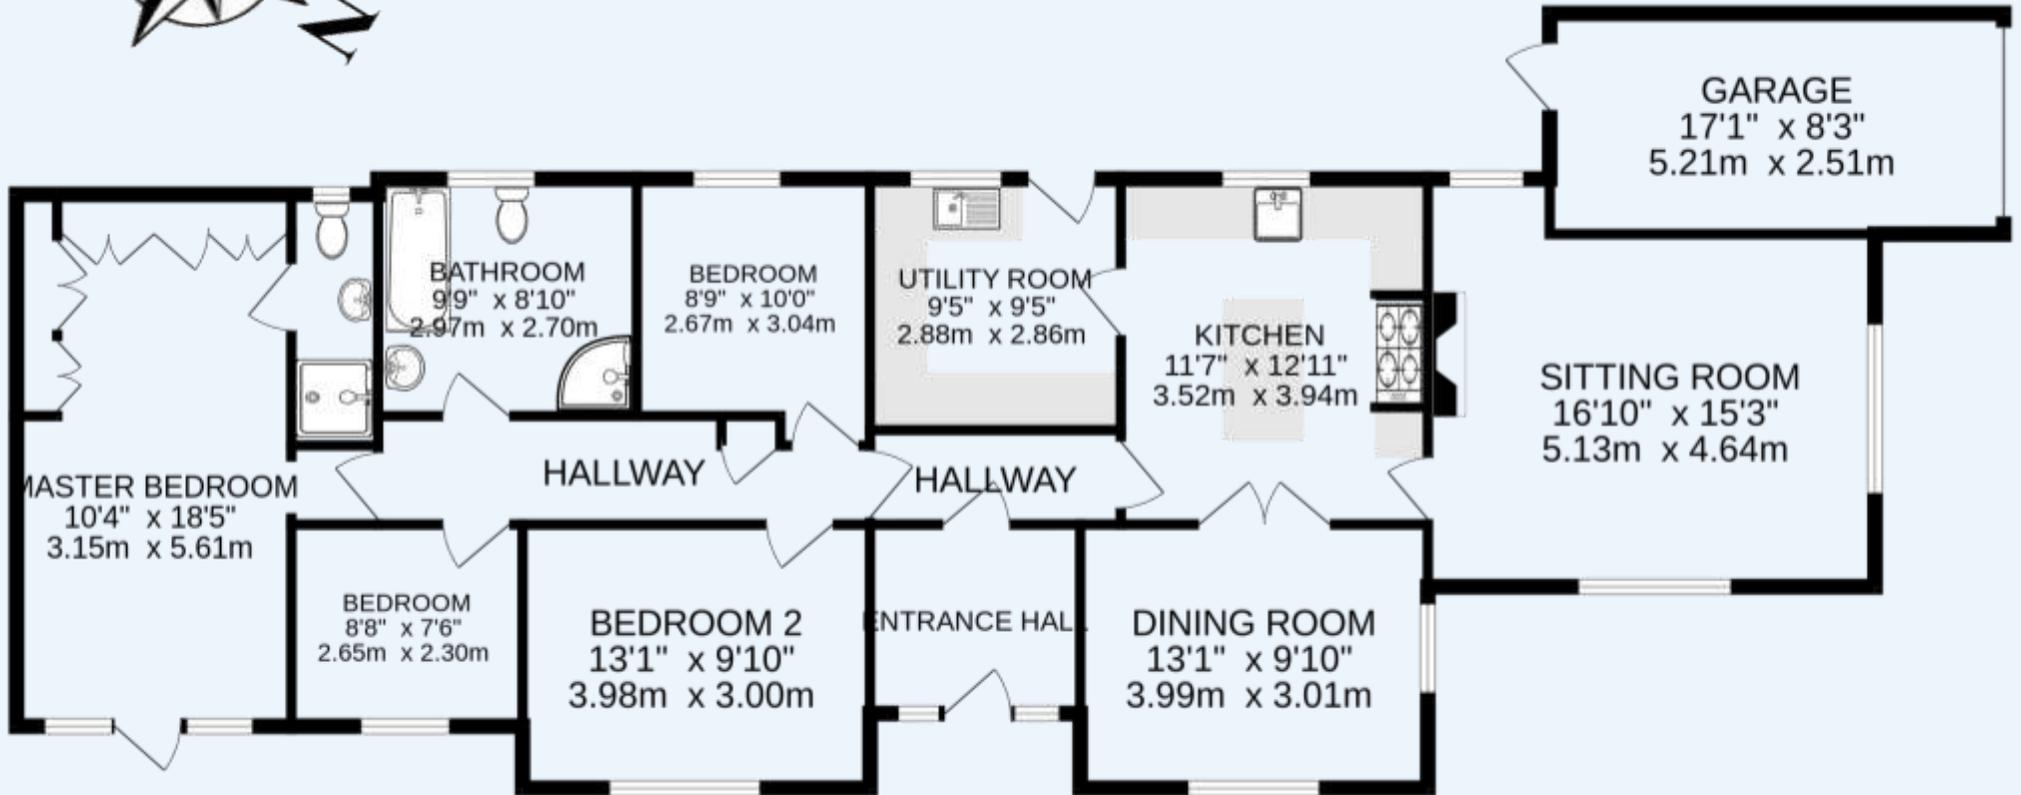 N
GARAGE
17'1" x 8'3"
5.21m x 2.51m
BATHROOM
9'9" x 8'10"
2.97m x 2.70m
BEDROOM
8'9" x 10'0"
2.67m x 3.04m
UTILITY ROOM
9'5" x 9'5"
2.88m x 2.86m
KITCHEN
11'7" x 12'11"
3.52m x 3.94m
SITTING ROOM
16'10" x 15'3"
5.13m x 4.64m
MASTER BEDROOM
10'4" x 18'5"
3.15m x 5.61m
HALLWAY
HALLWAY
BEDROOM
8'8" x 7'6"
2.65m x 2.30m
BEDROOM 2
13'1" x 9'10"
3.98m x 3.00m
ENTRANCE HALL
DINING ROOM
13'1" x 9'10"
3.99m x 3.01m